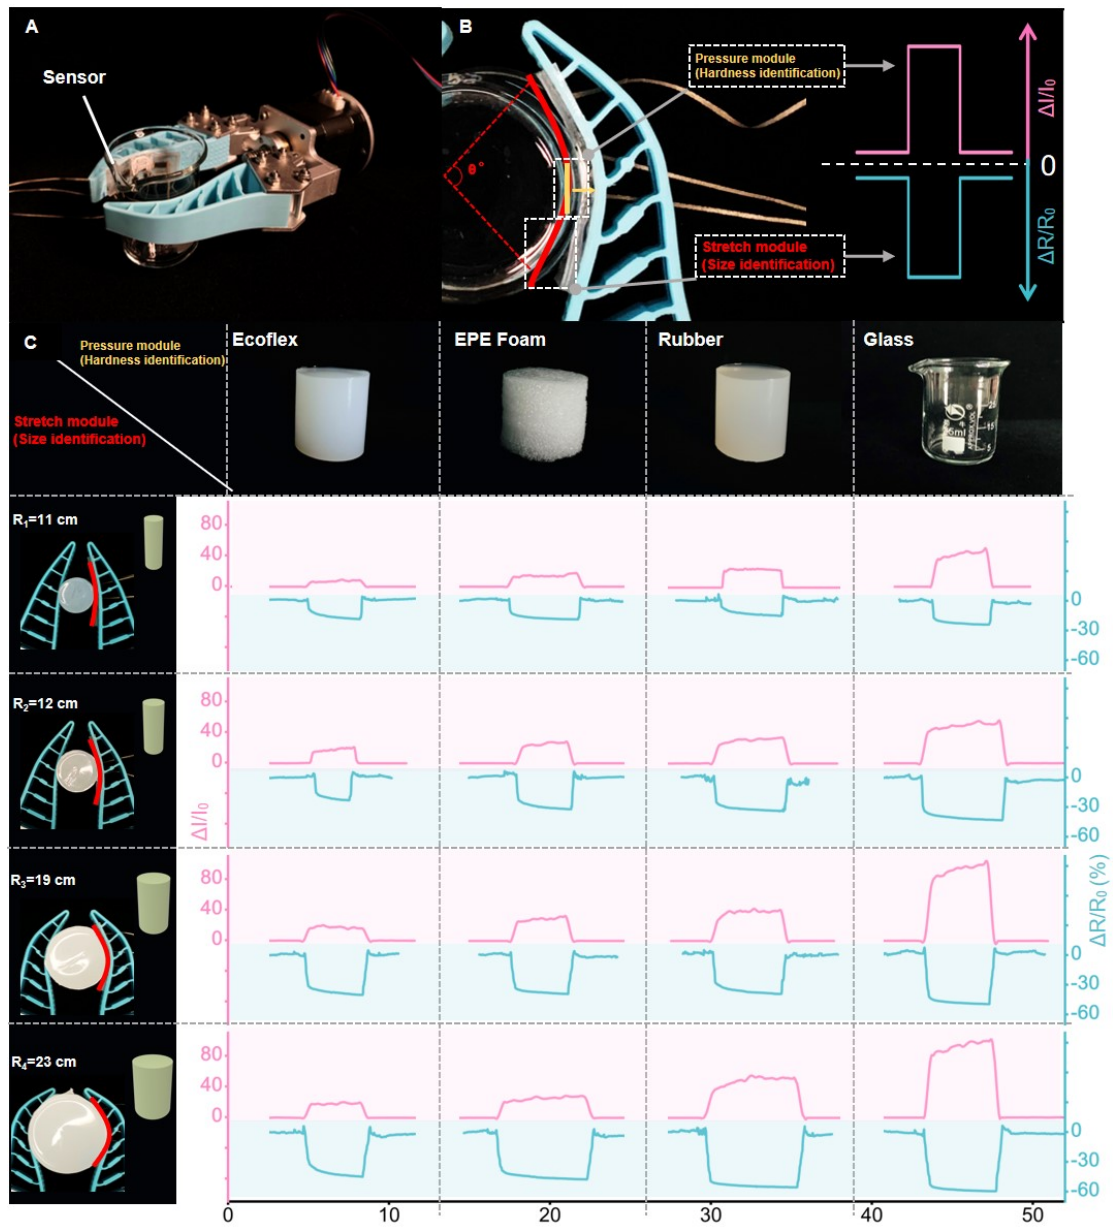 A
Sensor
B
Pressure module
(Hardness identification)
Stretch module
(Size identification)
θ°
ΔI/I₀
0
ΔR/R₀
C
Pressure module
(Hardness identification)
Stretch module
(Size identification)
Ecoflex
EPE Foam
Rubber
Glass
25
15
5
R₁=11 cm
80
40
0
0
-30
-60
R₂=12 cm
80
40
0
0
-30
-60
ΔI/I₀
R₃=19 cm
80
40
0
0
-30
-60
ΔR/R₀ (%)
R₄=23 cm
80
40
0
0
-30
-60
0
10
20
30
40
50